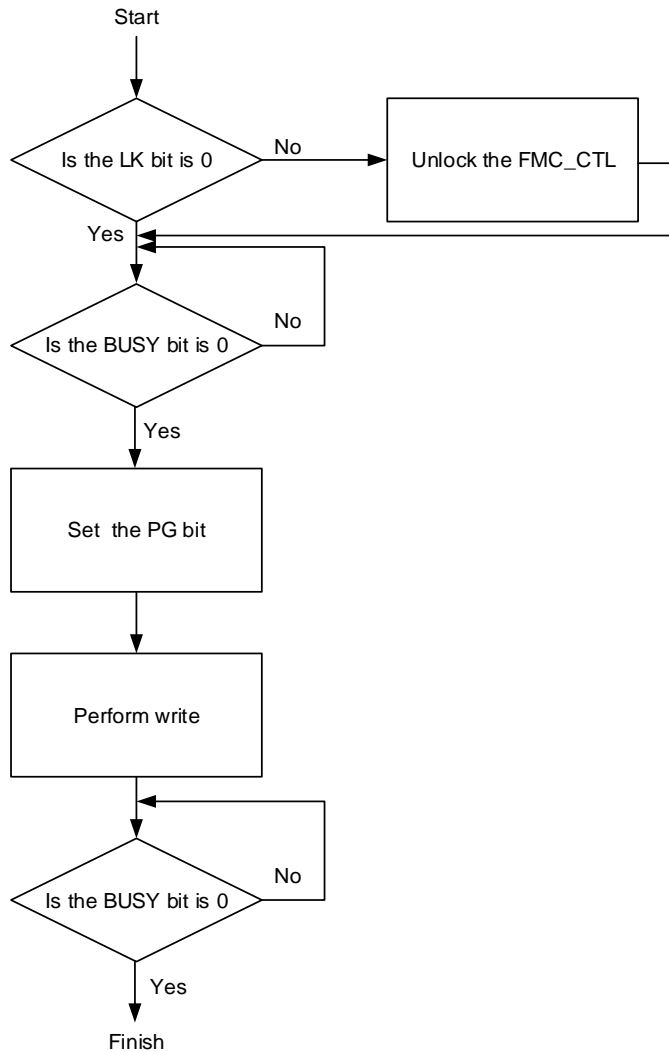 Start
Is the LK bit is 0
No
Unlock the FMC_CTL
Yes
Is the BUSY bit is 0
No
Yes
Set the PG bit
Perform write
Is the BUSY bit is 0
No
Yes
Finish